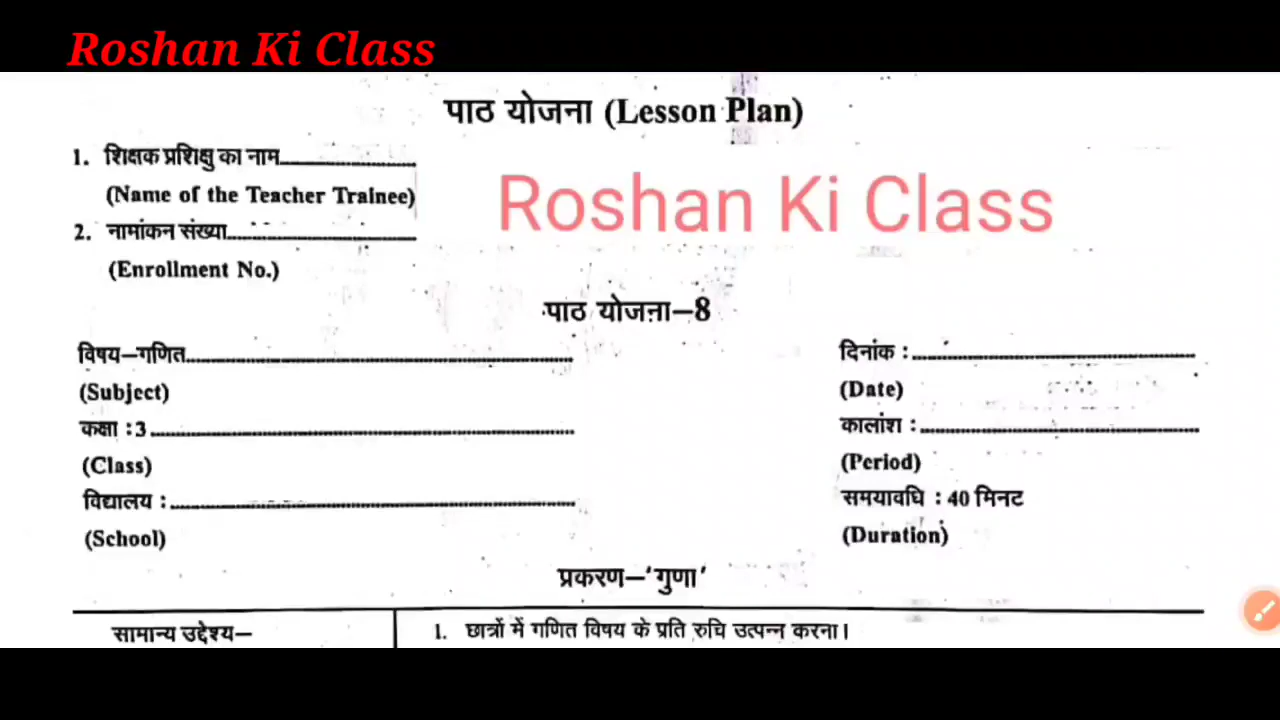 Roshan Ki Class
पाठ योजना (Lesson Plan)
1. शिक्षक प्रशिक्षु का नाम
(Name of the Teacher Trainee)
Roshan Ki Class
2. नामांकन संख्या
(Enrollment No.)
पाठ योजना–8
विषय–गणित
(Subject)
कक्षा :3
(Class)
विद्यालय :
(School)
दिनांक :
(Date)
कालांश :
(Period)
समयावधि : 40 मिनट
(Duration)
प्रकरण–‘गुणा’
सामान्य उद्देश्य–
1. छात्रों में गणित विषय के प्रति रुचि उत्पन्न करना।